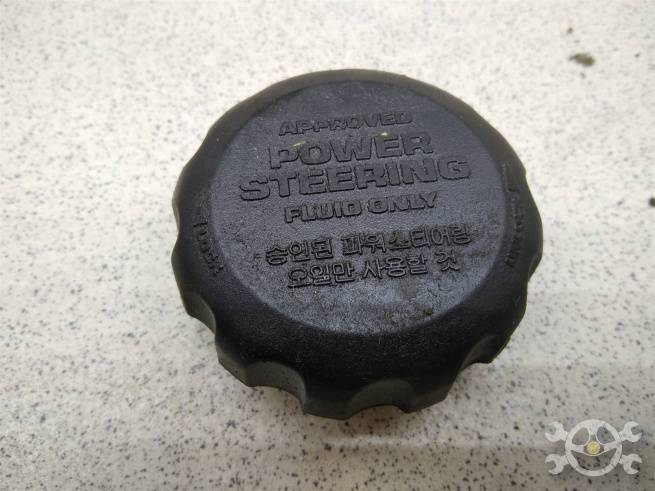 APPROVED
POWER
STEERING
FLUID ONLY
승인된 파워스티어링
오일만 사용할 것